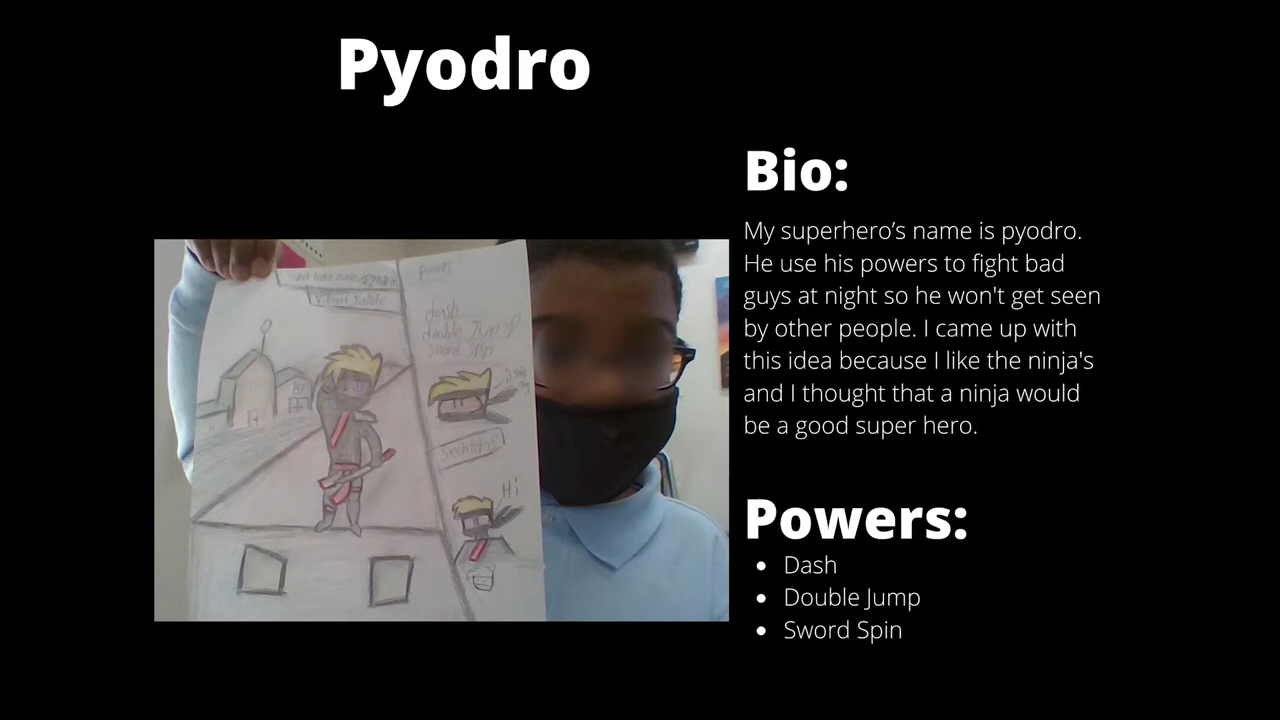 Pyodro
Bio:
My superhero’s name is pyodro.
He use his powers to fight bad
guys at night so he won't get seen
by other people. I came up with
this idea because I like the ninja's
and I thought that a ninja would
be a good super hero.
Powers:
Dash
Double Jump
Sword Spin
powers
dash
double Jump
Sword Spin
Hi